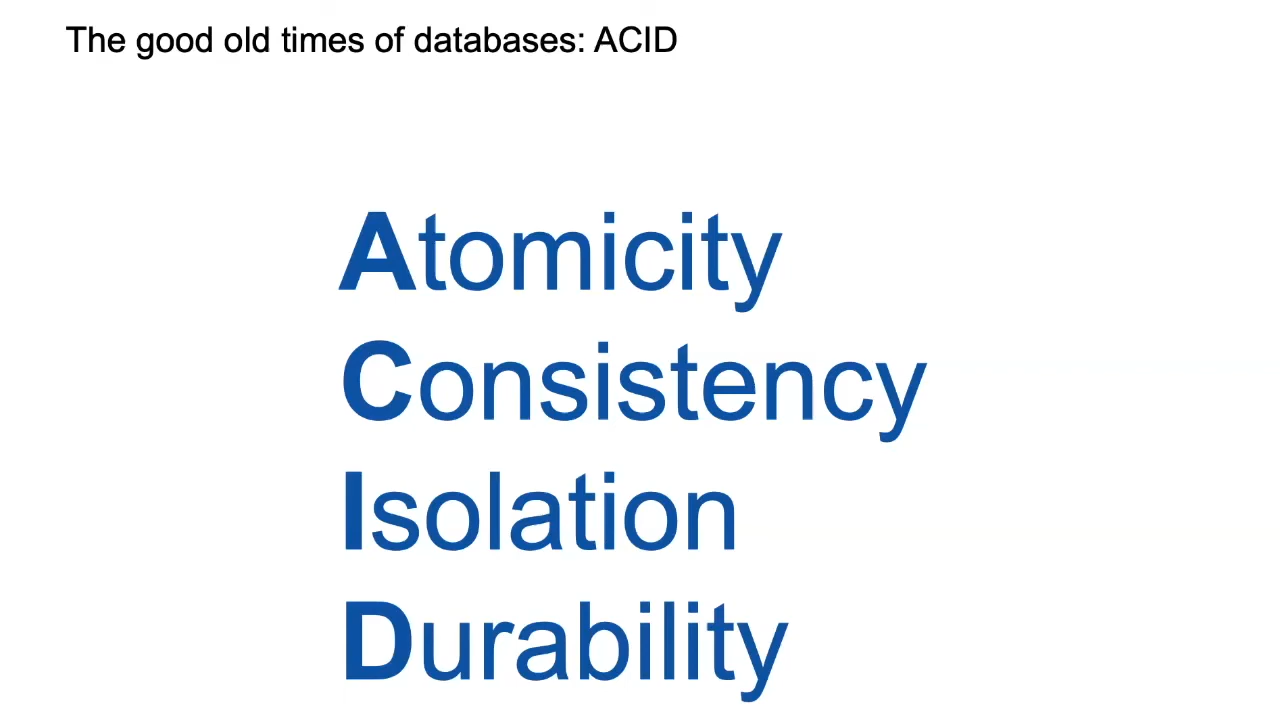 The good old times of databases: ACID
Atomicity
Consistency
Isolation
Durability